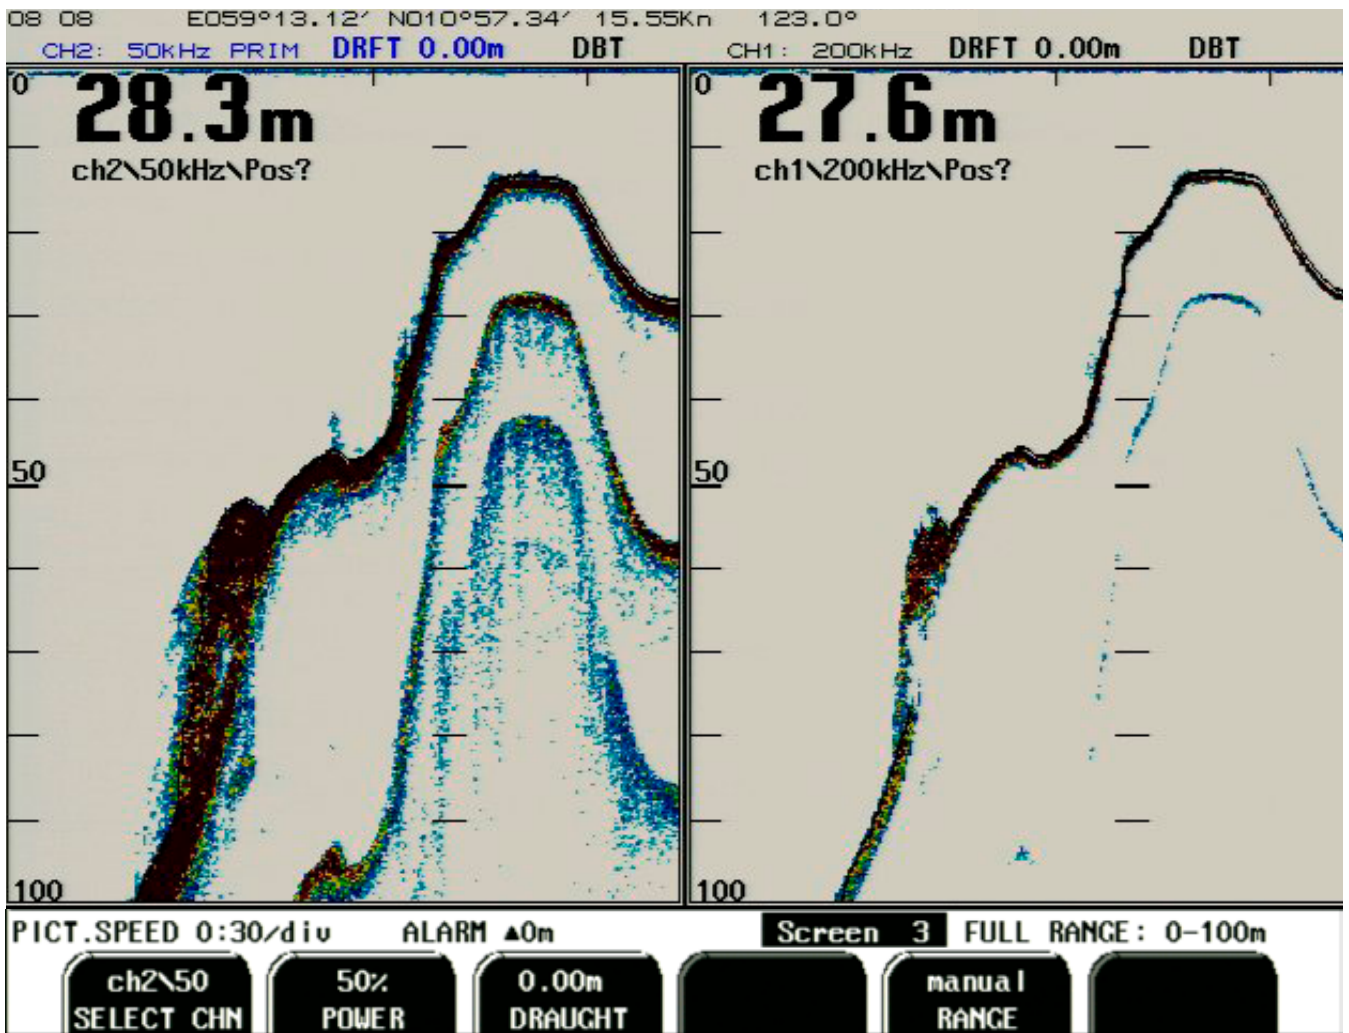 08 08 E059°13.12′ N010°57.34′ 15.55Kn 123.0°
CH2: 50kHz PRIM DRFT 0.00m DBT CH1: 200kHz DRFT 0.00m DBT
0 28.3m 0 27.6m
ch2\50kHz\Pos? ch1\200kHz\Pos?
50 50
100 100
PICT.SPEED 0:30/div ALARM ▲0m Screen 3 FULL RANGE: 0-100m
ch2\50 50% 0.00m manual
SELECT CHN POWER DRAUGHT RANGE